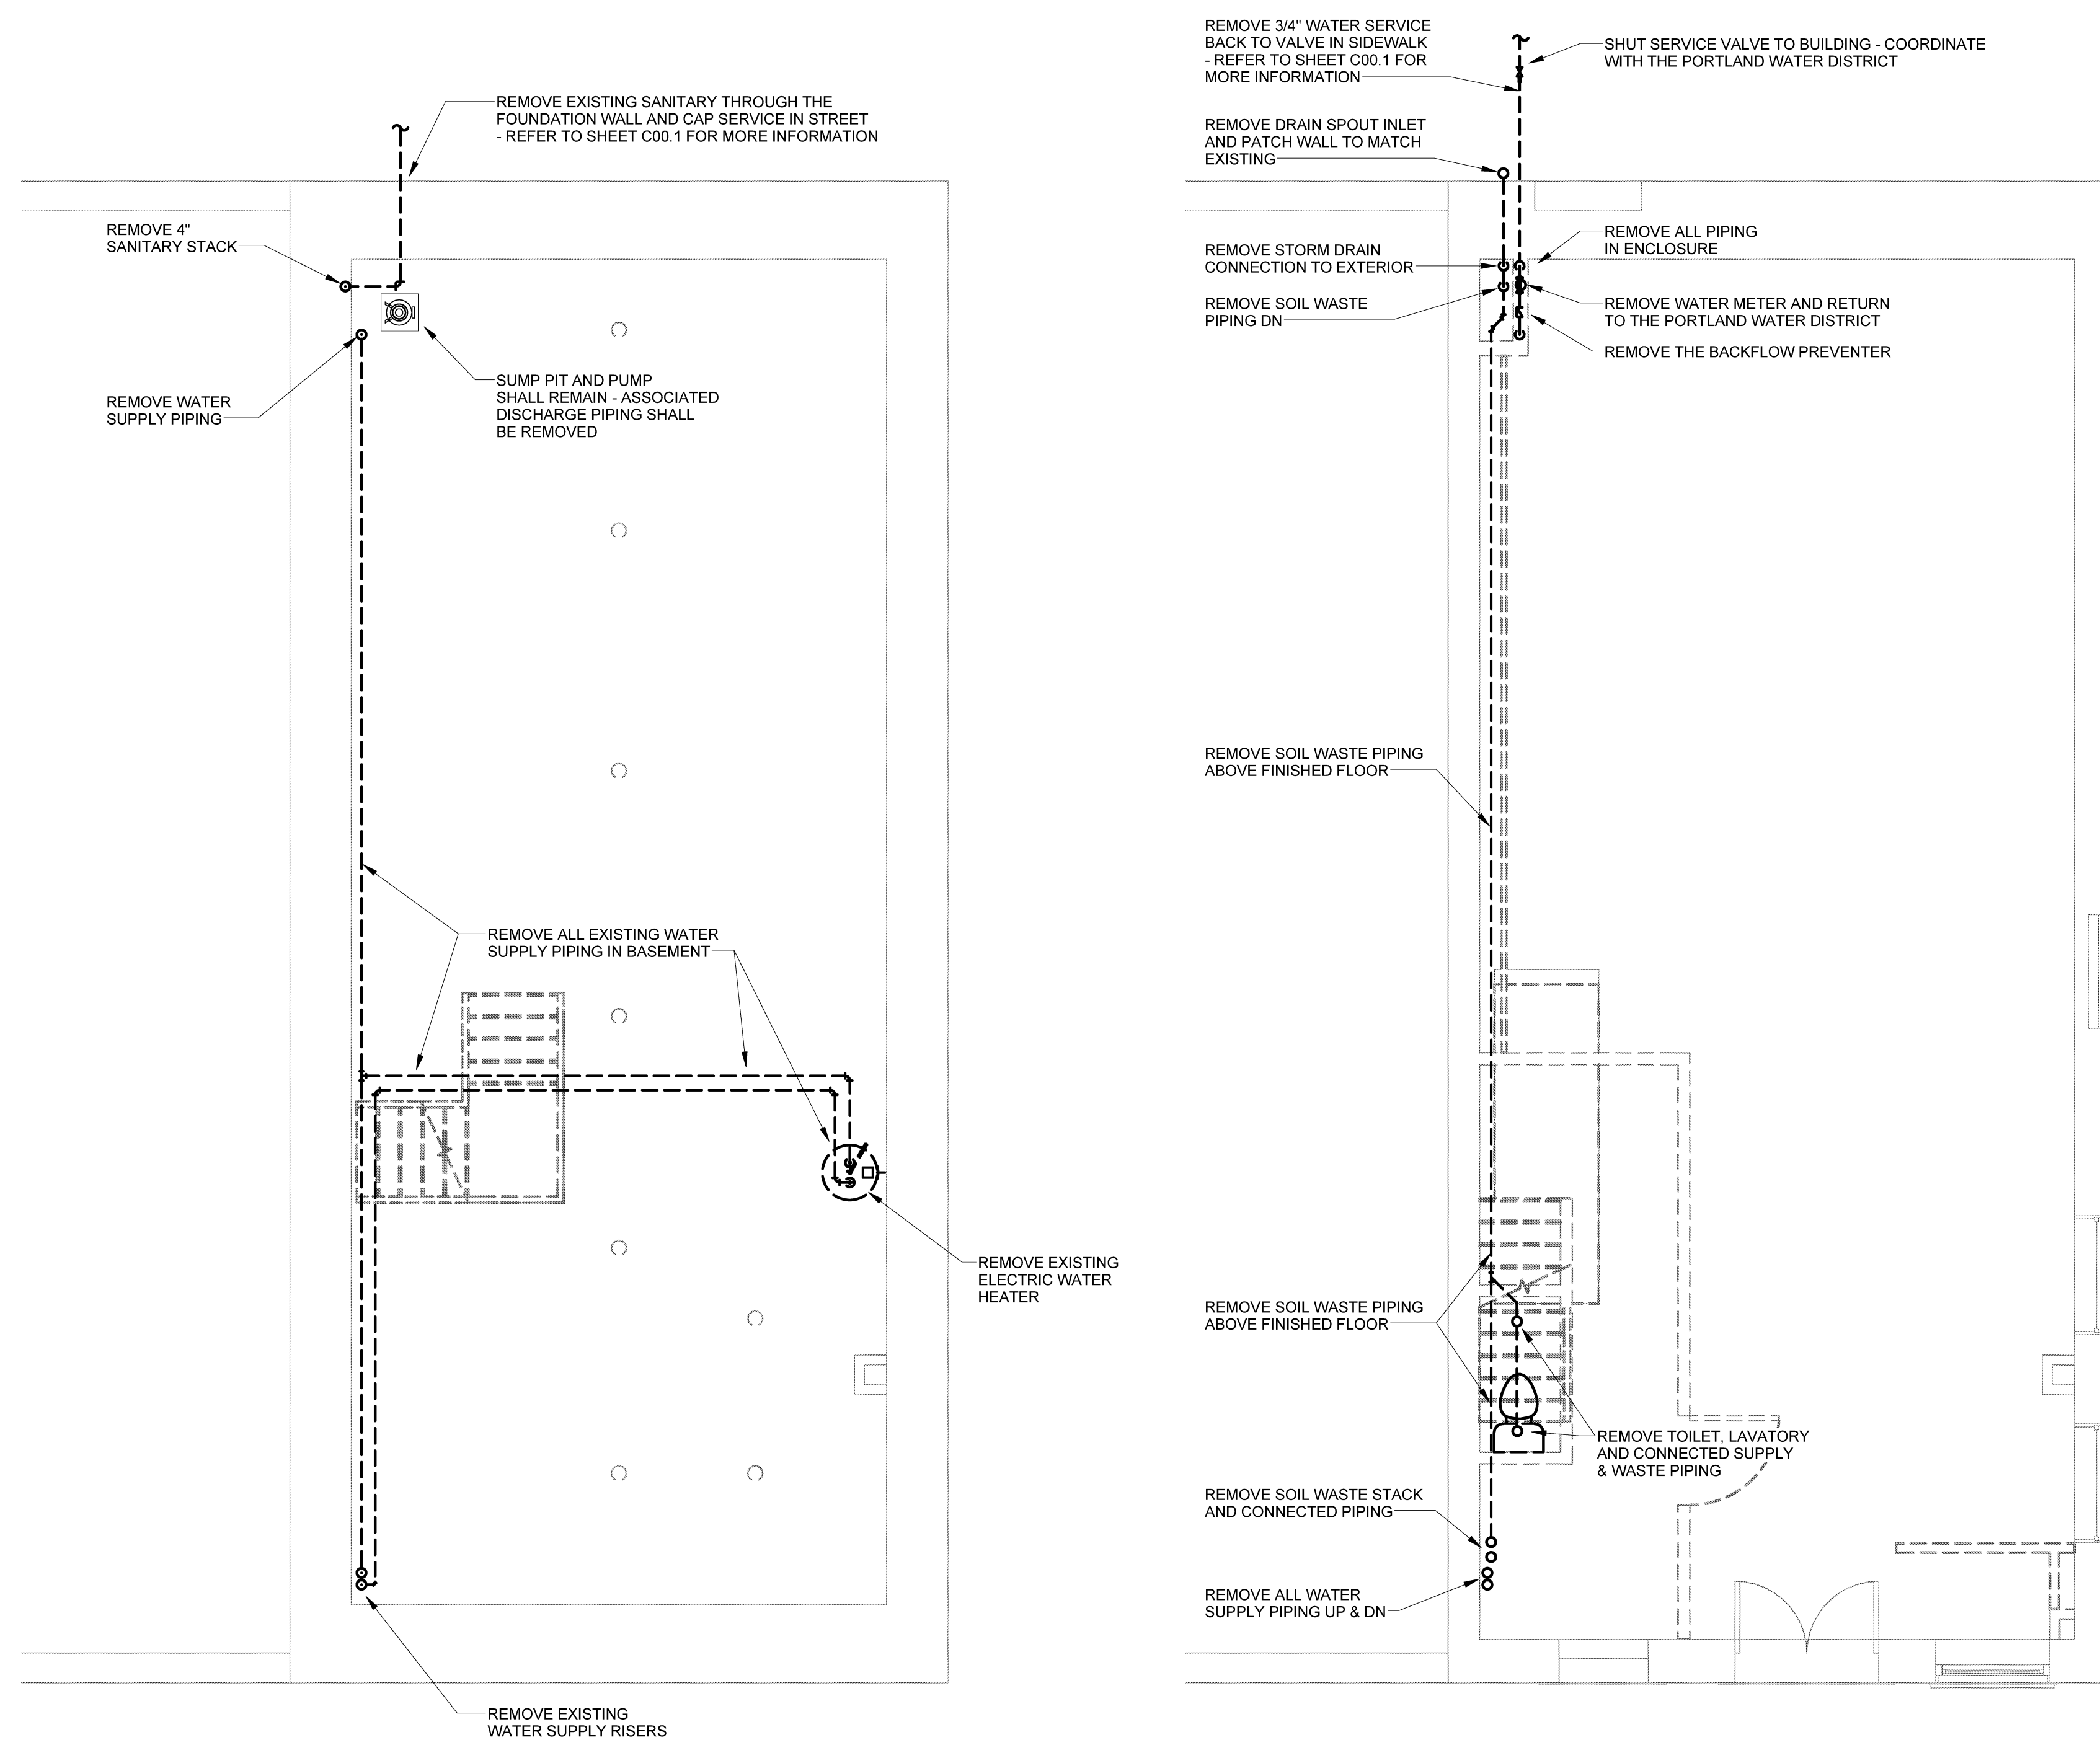 REMOVE EXISTING SANITARY THROUGH THE
FOUNDATION WALL AND CAP SERVICE IN STREET
- REFER TO SHEET C00.1 FOR MORE INFORMATION
REMOVE 4"
SANITARY STACK
REMOVE WATER
SUPPLY PIPING
SUMP PIT AND PUMP
SHALL REMAIN - ASSOCIATED
DISCHARGE PIPING SHALL
BE REMOVED
REMOVE ALL EXISTING WATER
SUPPLY PIPING IN BASEMENT
REMOVE EXISTING
ELECTRIC WATER
HEATER
REMOVE EXISTING
WATER SUPPLY RISERS
REMOVE 3/4" WATER SERVICE
BACK TO VALVE IN SIDEWALK
- REFER TO SHEET C00.1 FOR
MORE INFORMATION
SHUT SERVICE VALVE TO BUILDING - COORDINATE
WITH THE PORTLAND WATER DISTRICT
REMOVE DRAIN SPOUT INLET
AND PATCH WALL TO MATCH
EXISTING
REMOVE ALL PIPING
IN ENCLOSURE
REMOVE STORM DRAIN
CONNECTION TO EXTERIOR
REMOVE SOIL WASTE
PIPING DN
REMOVE WATER METER AND RETURN
TO THE PORTLAND WATER DISTRICT
REMOVE THE BACKFLOW PREVENTER
REMOVE SOIL WASTE PIPING
ABOVE FINISHED FLOOR
REMOVE SOIL WASTE PIPING
ABOVE FINISHED FLOOR
REMOVE TOILET, LAVATORY
AND CONNECTED SUPPLY
& WASTE PIPING
REMOVE SOIL WASTE STACK
AND CONNECTED PIPING
REMOVE ALL WATER
SUPPLY PIPING UP & DN